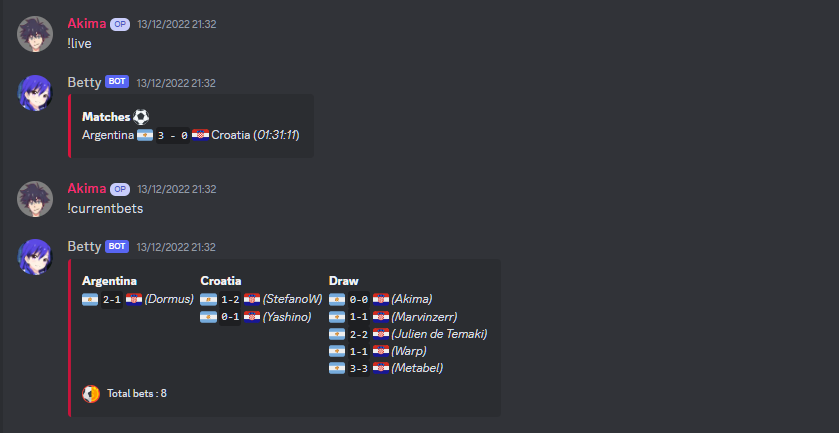 Akima OP 13/12/2022 21:32
!live
Betty BOT 13/12/2022 21:32
Matches
Argentina 3 - 0 Croatia (01:31:11)
Akima OP 13/12/2022 21:32
!currentbets
Betty BOT 13/12/2022 21:32
Argentina Croatia Draw
2-1 (Dormus) 1-2 (StefanoW) 0-0 (Akima)
0-1 (Yashino) 1-1 (Marvinzerr)
2-2 (Julien de Temaki)
1-1 (Warp)
3-3 (Metabel)
Total bets : 8